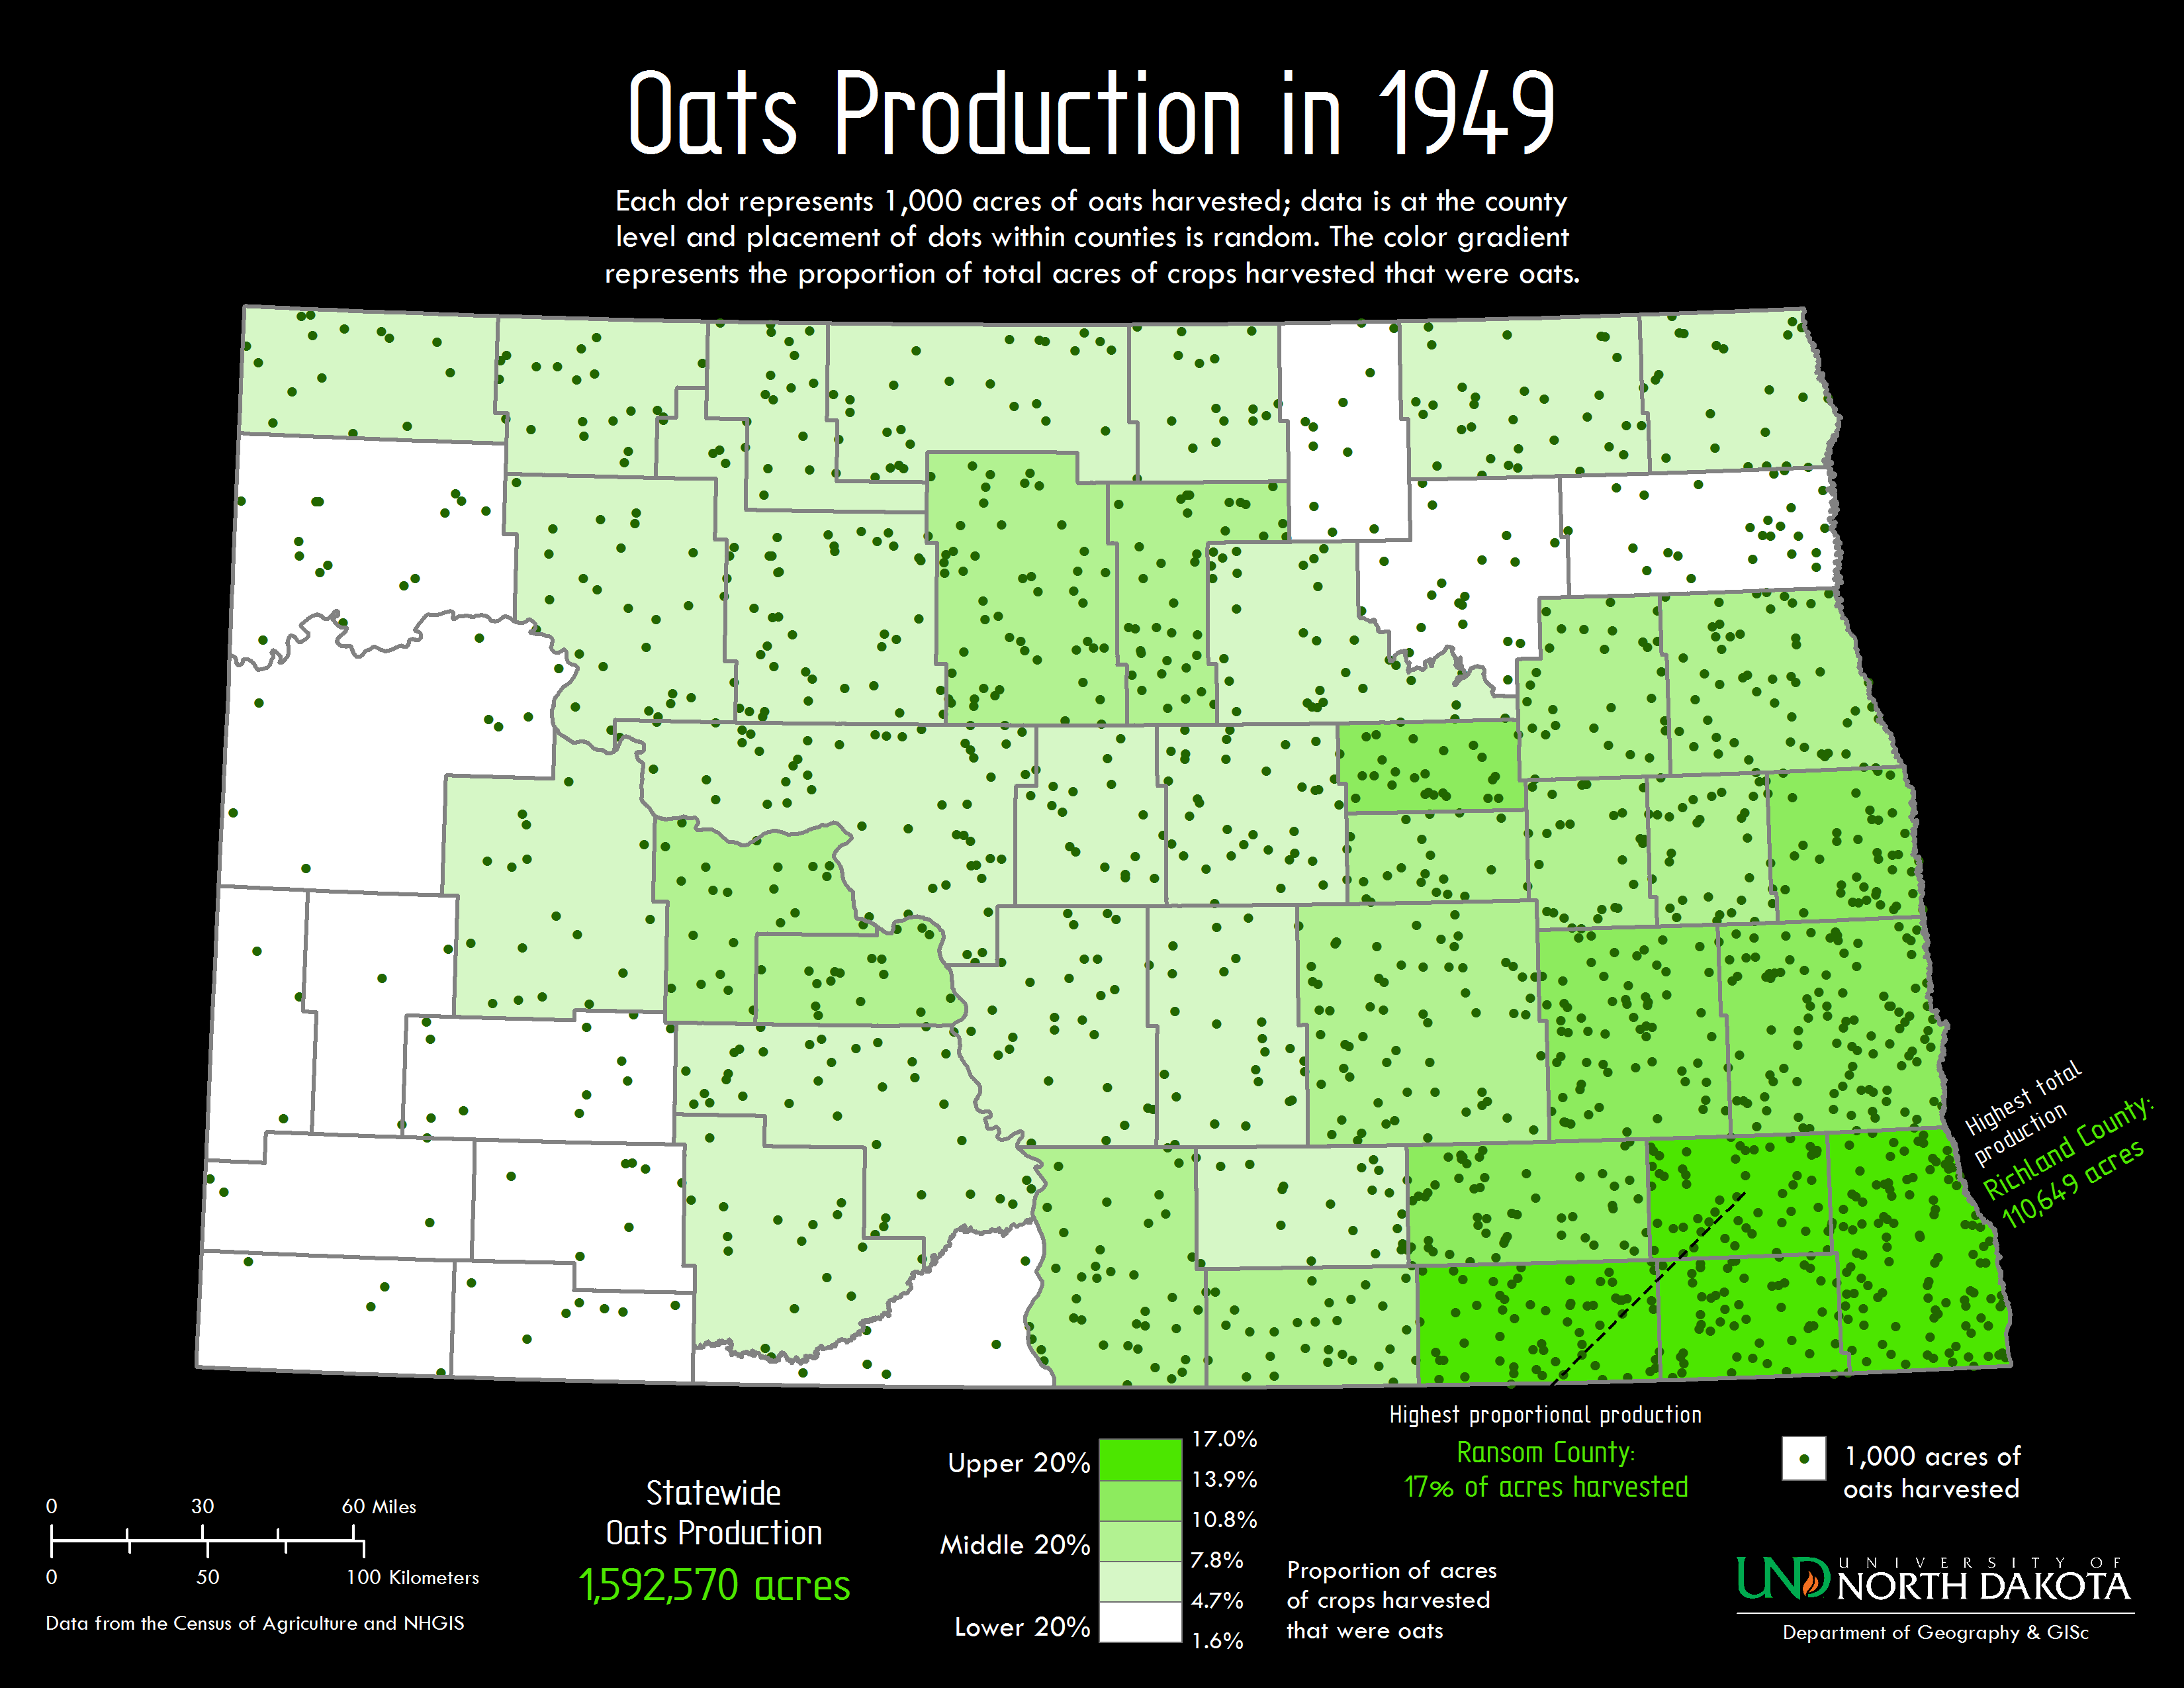 Oats Production in 1949
Each dot represents 1,000 acres of oats harvested; data is at the county
level and placement of dots within counties is random. The color gradient
represents the proportion of total acres of crops harvested that were oats.
Highest total
production
Richland County:
110,649 acres
Highest proportional production
Ransom County:
17% of acres harvested
1,000 acres of
oats harvested
Upper 20%
Middle 20%
Lower 20%
17.0%
13.9%
10.8%
7.8%
4.7%
1.6%
Proportion of acres
of crops harvested
that were oats
Statewide
Oats Production
1,592,570 acres
0 30 60 Miles
0 50 100 Kilometers
Data from the Census of Agriculture and NHGIS
UND UNIVERSITY OF
NORTH DAKOTA
Department of Geography & GISc